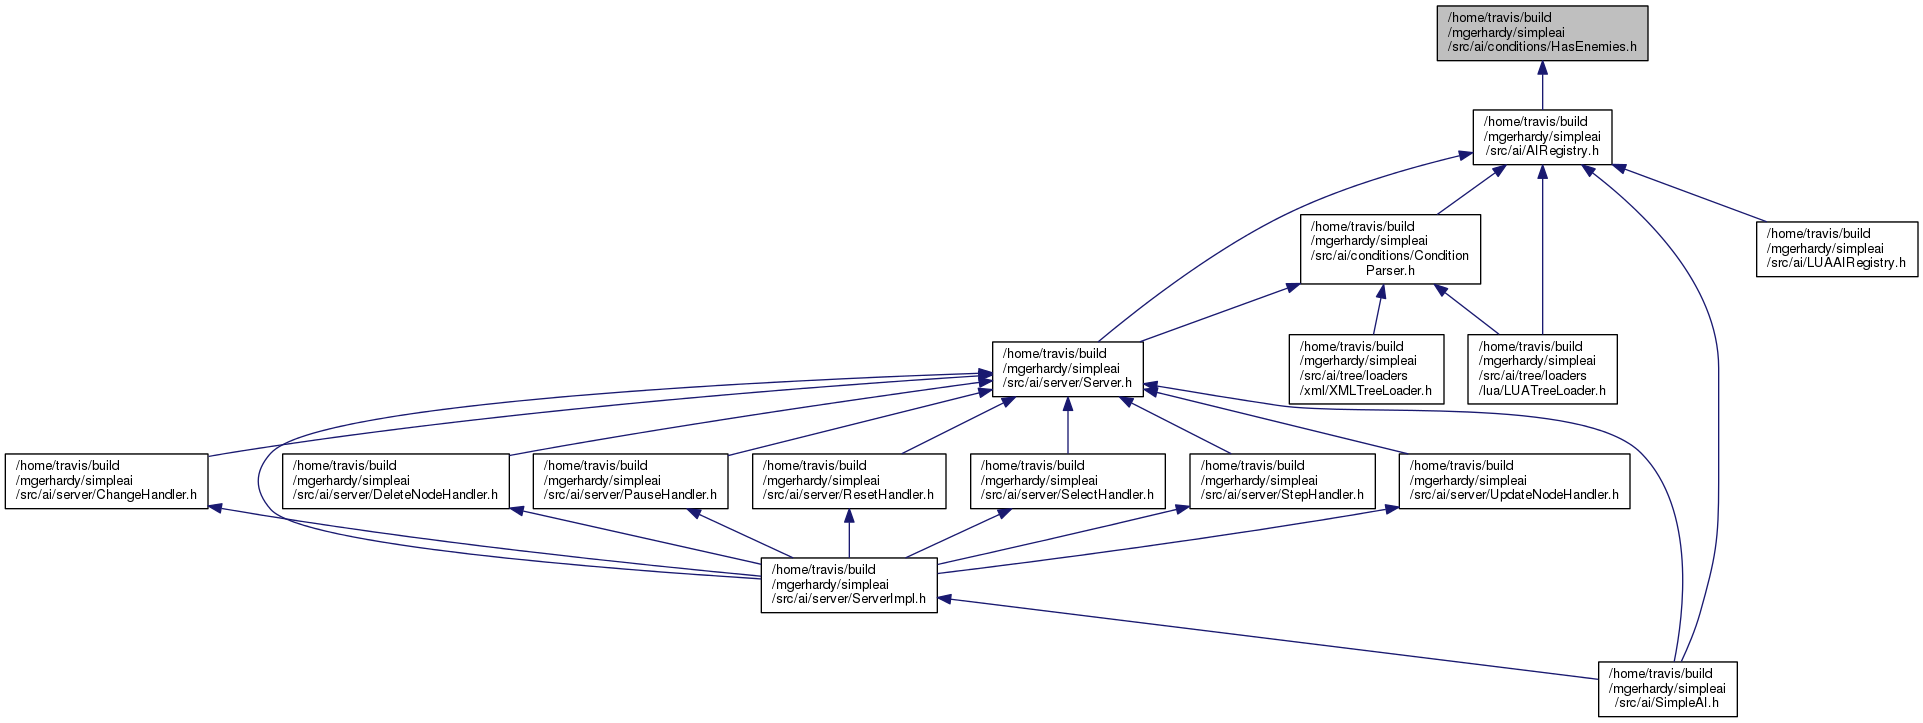 /home/travis/build
/mgerhardy/simpleai
/src/ai/conditions/HasEnemies.h
/home/travis/build
/mgerhardy/simpleai
/src/ai/AIRegistry.h
/home/travis/build
/mgerhardy/simpleai
/src/ai/conditions/Condition
Parser.h
/home/travis/build
/mgerhardy/simpleai
/src/ai/LUAAIRegistry.h
/home/travis/build
/mgerhardy/simpleai
/src/ai/server/Server.h
/home/travis/build
/mgerhardy/simpleai
/src/ai/tree/loaders
/xml/XMLTreeLoader.h
/home/travis/build
/mgerhardy/simpleai
/src/ai/tree/loaders
/lua/LUATreeLoader.h
/home/travis/build
/mgerhardy/simpleai
/src/ai/server/ChangeHandler.h
/home/travis/build
/mgerhardy/simpleai
/src/ai/server/DeleteNodeHandler.h
/home/travis/build
/mgerhardy/simpleai
/src/ai/server/PauseHandler.h
/home/travis/build
/mgerhardy/simpleai
/src/ai/server/ResetHandler.h
/home/travis/build
/mgerhardy/simpleai
/src/ai/server/SelectHandler.h
/home/travis/build
/mgerhardy/simpleai
/src/ai/server/StepHandler.h
/home/travis/build
/mgerhardy/simpleai
/src/ai/server/UpdateNodeHandler.h
/home/travis/build
/mgerhardy/simpleai
/src/ai/server/ServerImpl.h
/home/travis/build
/mgerhardy/simpleai
/src/ai/SimpleAI.h